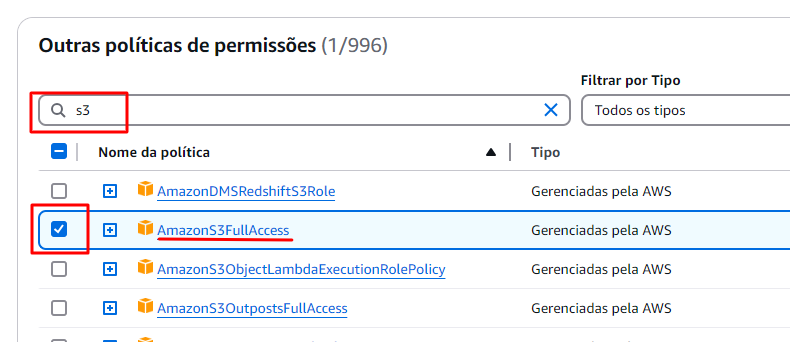 Outras políticas de permissões (1/996)
Filtrar por Tipo
s3
Todos os tipos
Nome da política Tipo
AmazonDMSRedshiftS3Role Gerenciadas pela AWS
AmazonS3FullAccess Gerenciadas pela AWS
AmazonS3ObjectLambdaExecutionRolePolicy Gerenciadas pela AWS
AmazonS3OutpostsFullAccess Gerenciadas pela AWS